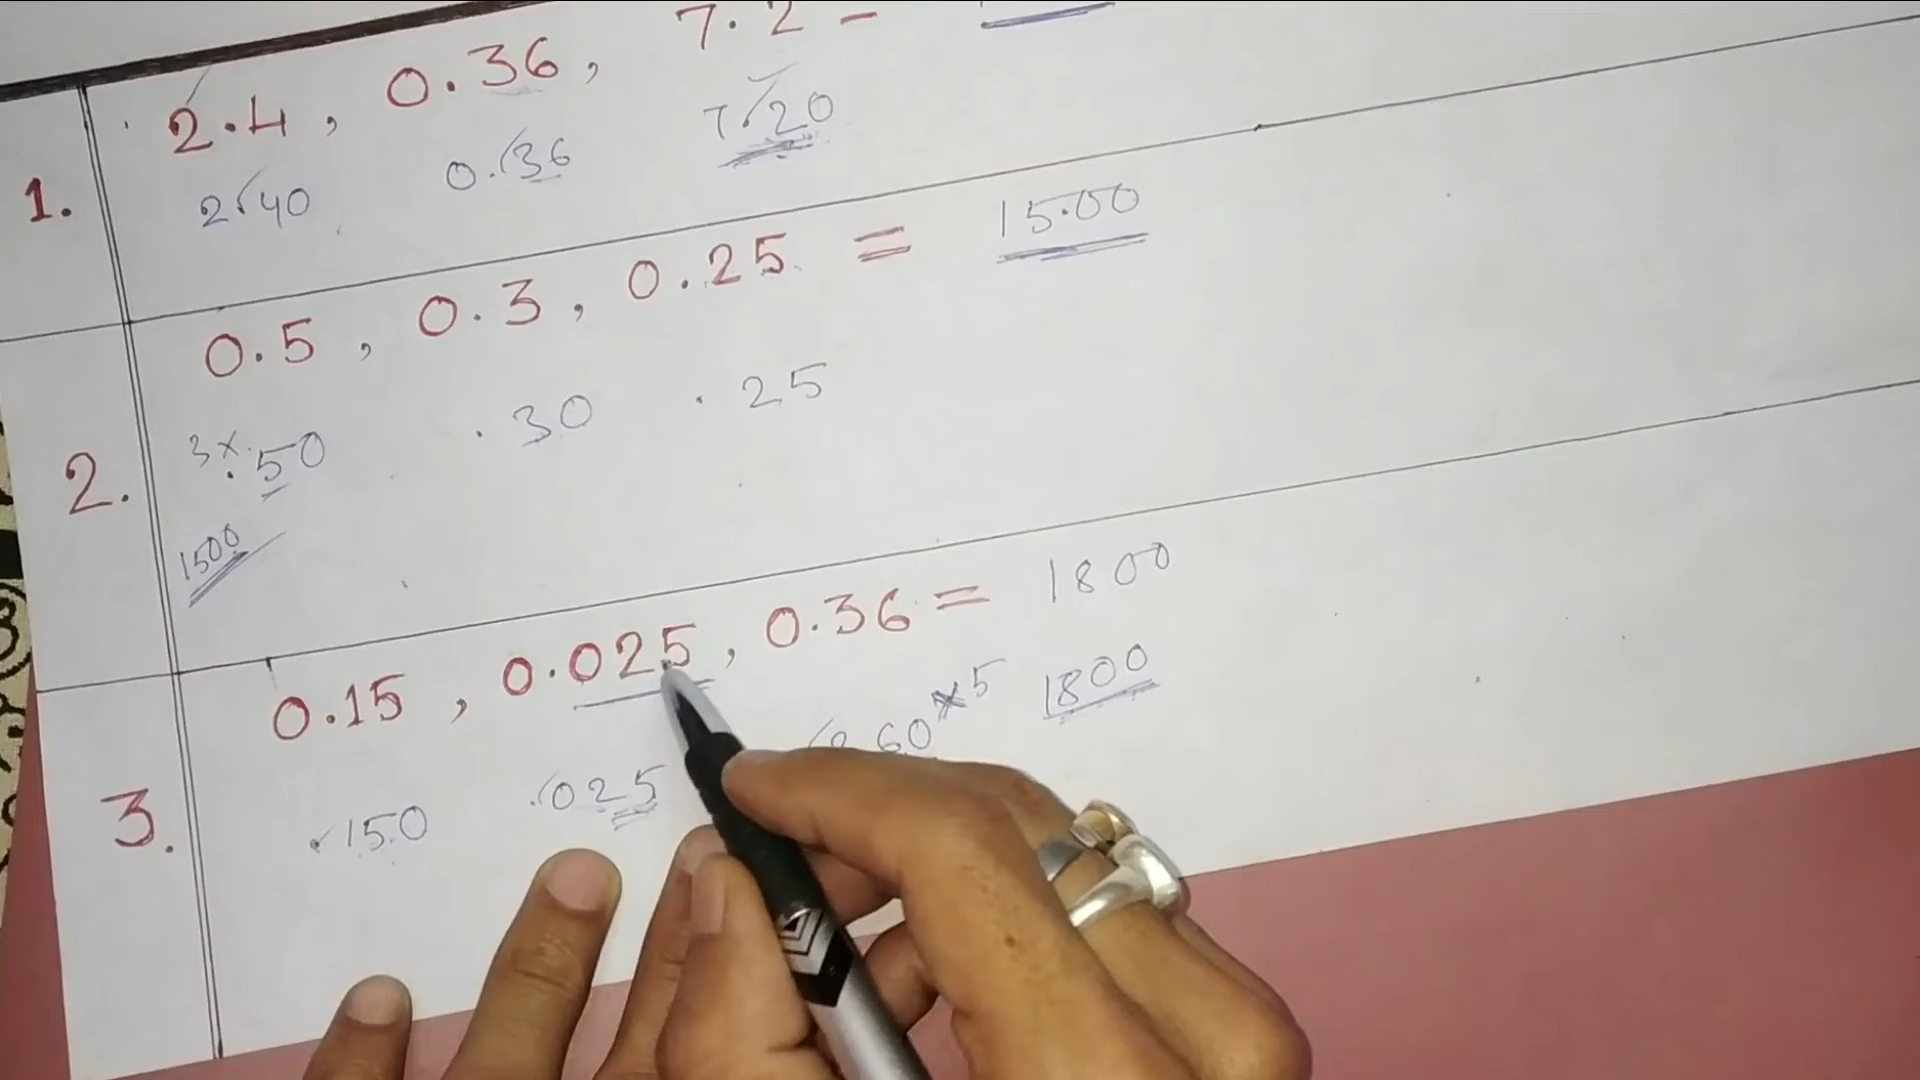 2.4, 0.36, 7.2 =
1. 2.40 0.36 7.20
0.5, 0.3, 0.25 = 15.00
2. 3x .50 .30 .25
1500
0.15, 0.025, 0.36 = 1800
3. .150 .025 60 x5 1800